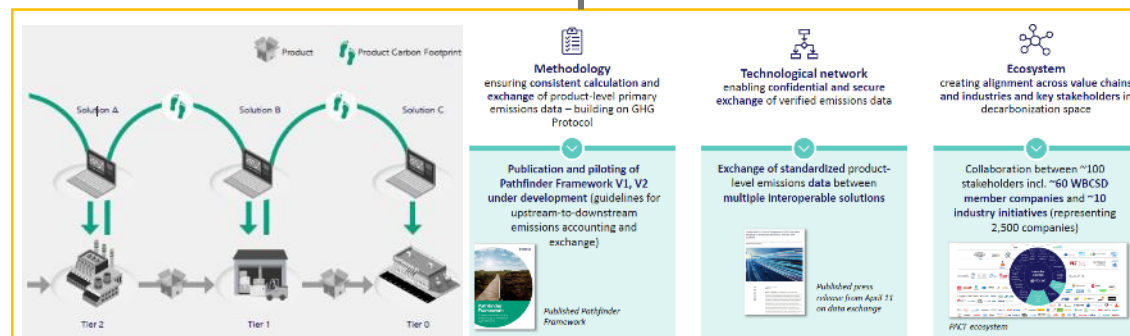 Product
Product Carbon Footprint
Solution A
Solution B
Solution C
Tier 2
Tier 1
Tier 0
Methodology
ensuring consistent calculation and
exchange of product-level primary
emissions data – building on GHG
Protocol
Publication and piloting of
Pathfinder Framework V1, V2
under development (guidelines for
upstream-to-downstream
emissions accounting and
exchange)
Pathfinder
Framework
Published Pathfinder
Framework
Technological network
enabling confidential and secure
exchange of verified emissions data
Exchange of standardized product-
level emissions data between
multiple interoperable solutions
Published press
release from April 11
on data exchange
Ecosystem
creating alignment across value chains
and industries and key stakeholders in
decarbonization space
Collaboration between ~100
stakeholders incl. ~60 WBCSD
member companies and ~10
industry initiatives (representing
2,500 companies)
PACT ecosystem